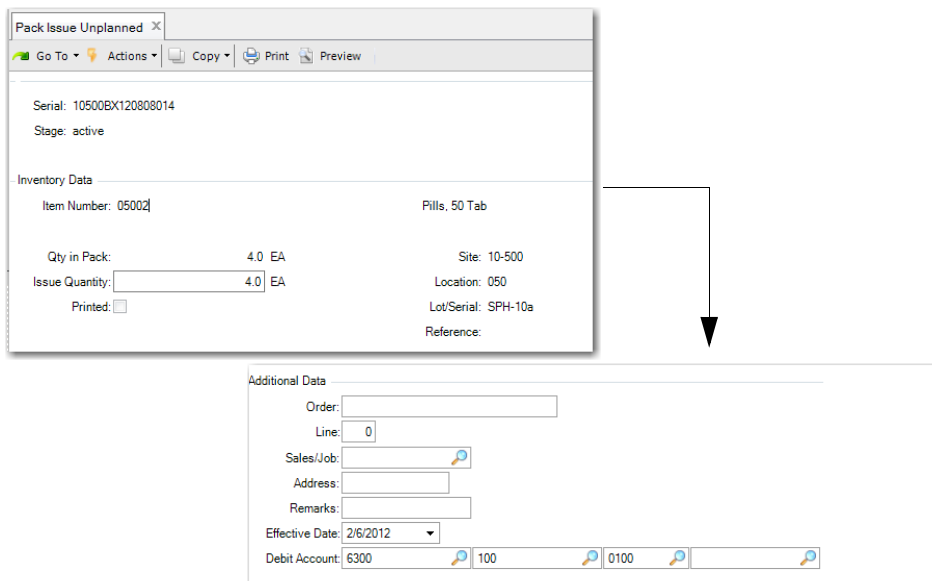 Pack Issue Unplanned
Go To Actions Copy Print Preview
Serial: 10500BX120808014
Stage: active
Inventory Data
Item Number: 05002 Pills, 50 Tab
Qty in Pack: 4.0 EA Site: 10-500
Issue Quantity: 4.0 EA Location: 050
Printed: Lot/Serial: SPH-10a
Reference:
Additional Data
Order:
Line: 0
Sales/Job:
Address:
Remarks:
Effective Date: 2/6/2012
Debit Account: 6300 100 0100